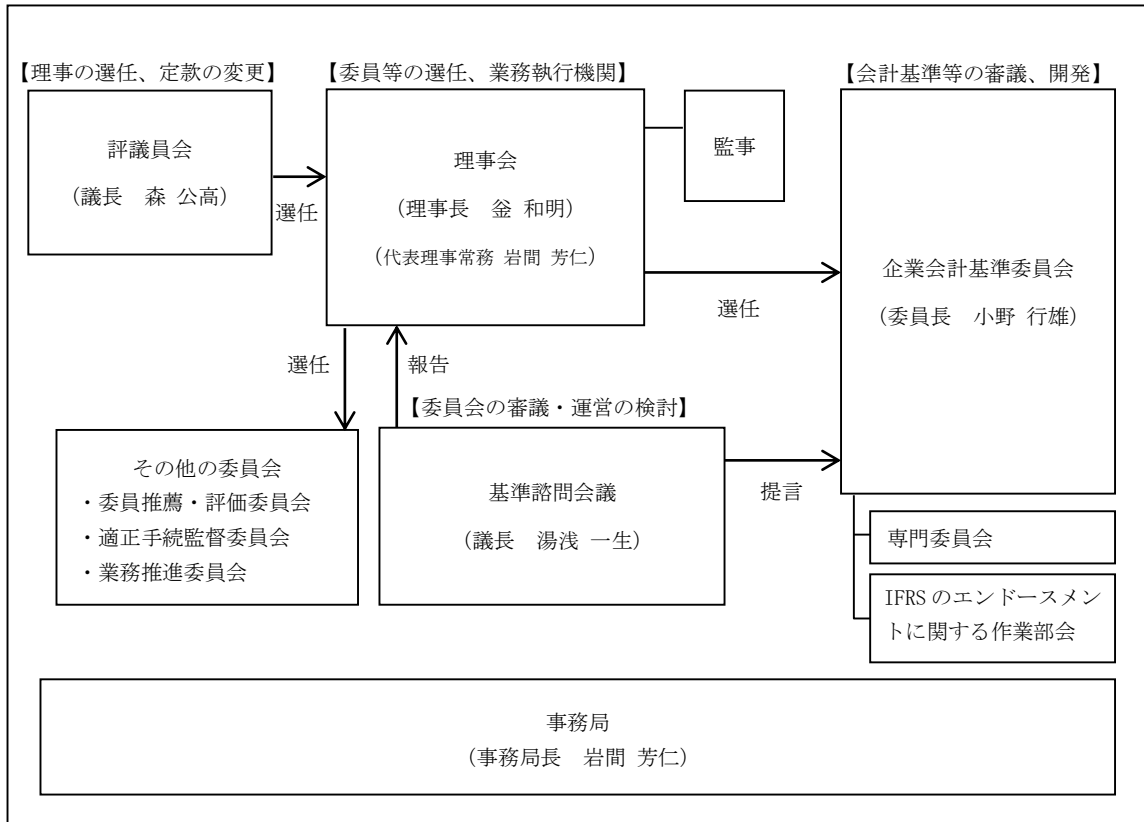 【理事の選任、定款の変更】
評議員会
（議長　森 公高）
選任
【委員等の選任、業務執行機関】
理事会
（理事長　釡 和明）
（代表理事常務 岩間 芳仁）
監事
選任
【会計基準等の審議、開発】
企業会計基準委員会
（委員長　小野 行雄）
選任
報告
その他の委員会
・委員推薦・評価委員会
・適正手続監督委員会
・業務推進委員会
【委員会の審議・運営の検討】
基準諮問会議
（議長　湯浅 一生）
提言
専門委員会
IFRS のエンドースメン
トに関する作業部会
事務局
（事務局長　岩間 芳仁）